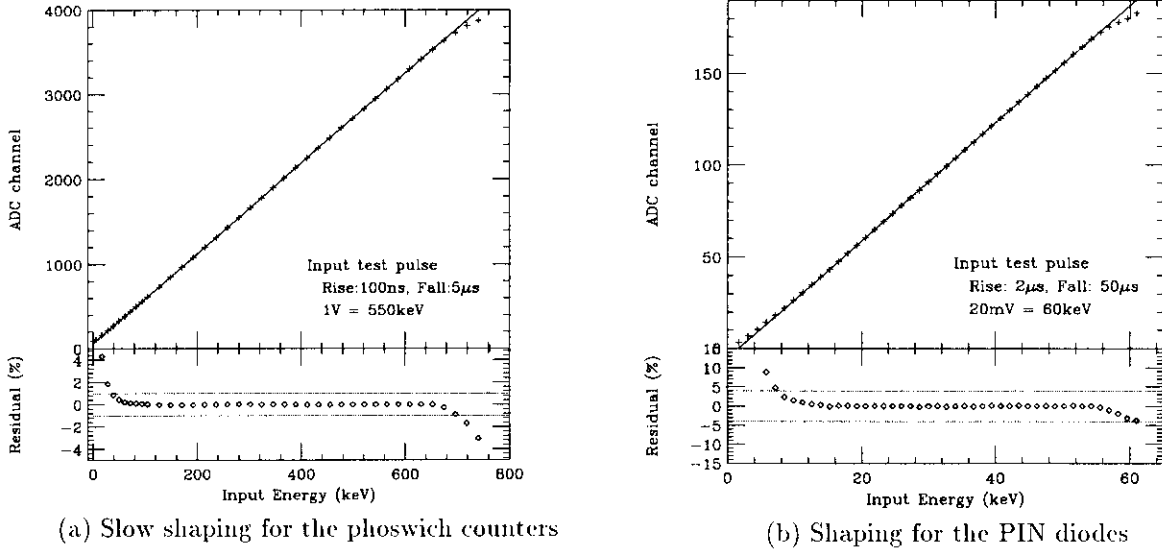 4000
3000
2000
1000
0
ADC channel
Input test pulse
Rise:100ns, Fall:5μs
1V = 550keV
4
2
0
-2
-4
Residual (%)
0 200 400 600 800
Input Energy (keV)
(a) Slow shaping for the phoswich counters
150
100
50
ADC channel
Input test pulse
Rise: 2μs, Fall: 50μs
20mV = 60keV
10
5
0
-5
-10
-15
Residual (%)
0 20 40 60
Input Energy (keV)
(b) Shaping for the PIN diodes